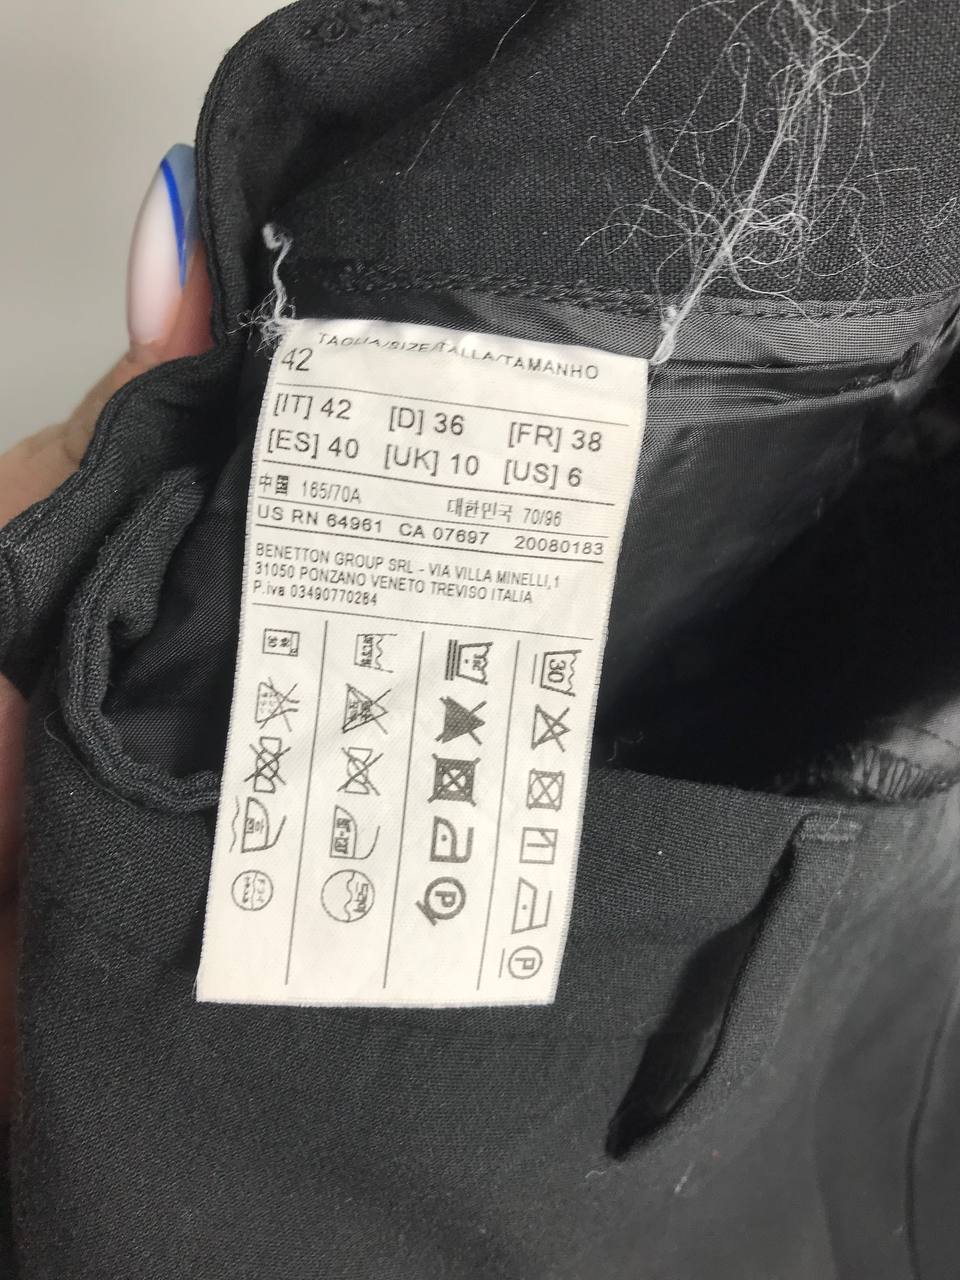 TAGLIA/SIZE/TALLA/TAMANHO
42
[IT] 42 [D] 36 [FR] 38
[ES] 40 [UK] 10 [US] 6
中国 165/70A 대한민국 70/96
US RN 64961 CA 07697 20080183
BENETTON GROUP SRL - VIA VILLA MINELLI,1
31050 PONZANO VENETO TREVISO ITALIA
P.iva 03490770264
30
P
P